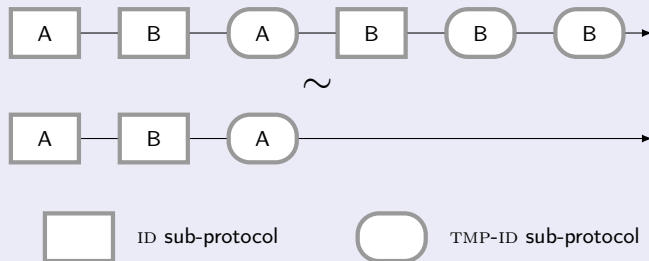 A B A B B B
∼
A B A
ID sub-protocol TMP-ID sub-protocol